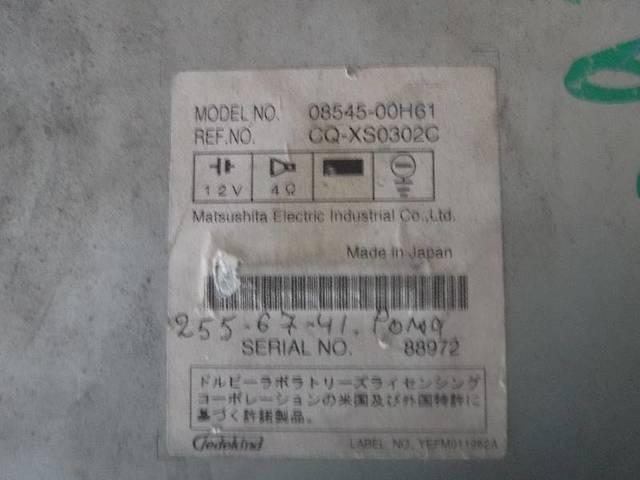 MODEL NO. 08545-00H61
REF.NO. CQ-XS0302C
12V 4Ω
Matsushita Electric Industrial Co.,Ltd.
Made in Japan
255-67-41. Рома
SERIAL NO. 88972
ドルビーラボラトリーズライセンシング
コーポレーションの米国及び外国特許に
基づく許諾製品。
Gedekind LABEL NO. YEFM011962A